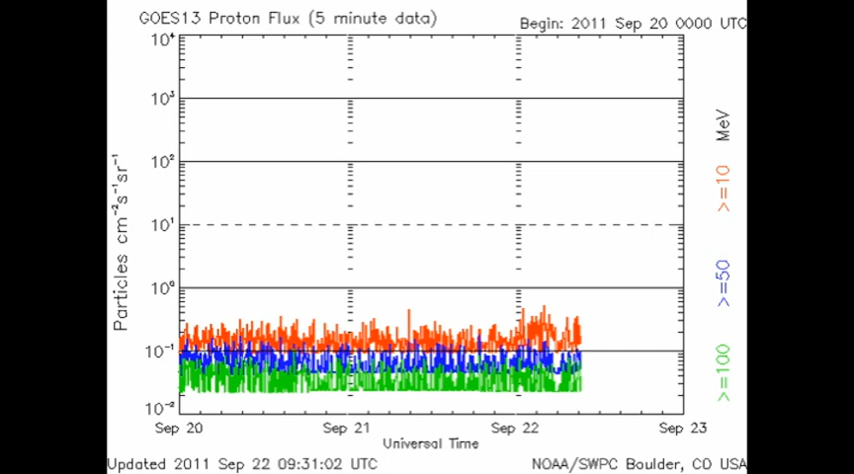 GOES13 Proton Flux (5 minute data)
Begin: 2011 Sep 20 0000 UTC
10⁴
10³
10²
10¹
10⁰
10⁻¹
10⁻²
Particles cm⁻²s⁻¹sr⁻¹
MeV
>=10
>=50
>=100
Sep 20
Sep 21
Sep 22
Sep 23
Universal Time
Updated 2011 Sep 22 09:31:02 UTC
NOAA/SWPC Boulder, CO USA